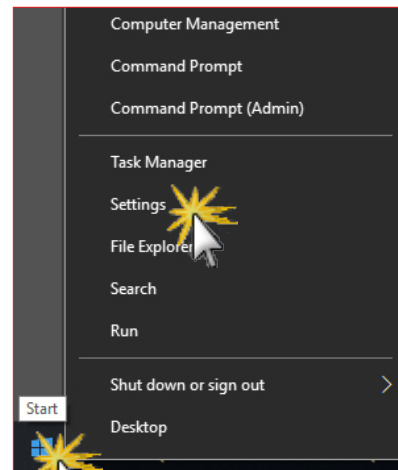 Computer Management
Command Prompt
Command Prompt (Admin)
Task Manager
Settings
File Explorer
Search
Run
Shut down or sign out
Start
Desktop